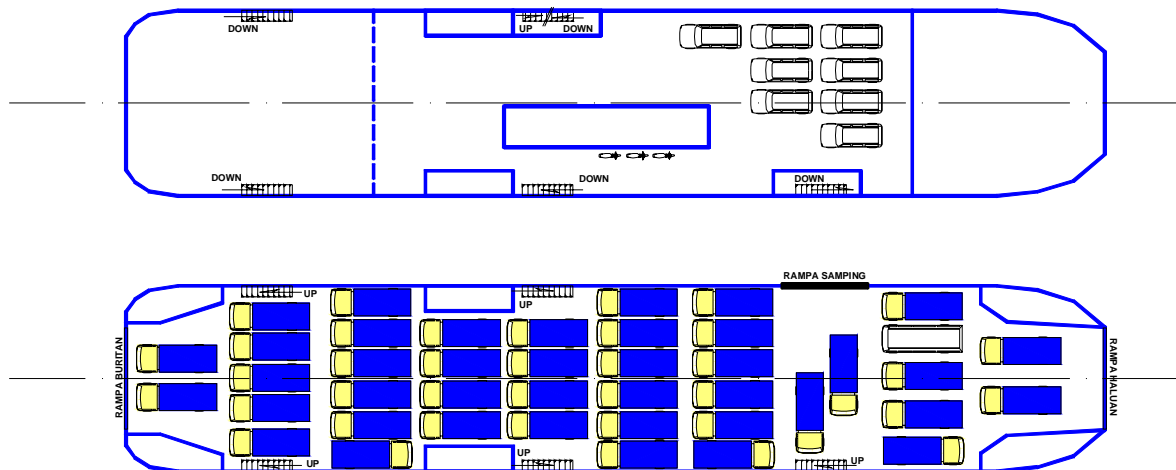 DOWN
UP
DOWN
DOWN
DOWN
DOWN
RAMPA SAMPING
UP
UP
RAMPA BURITAN
RAMPA HALUAN
UP
UP
UP